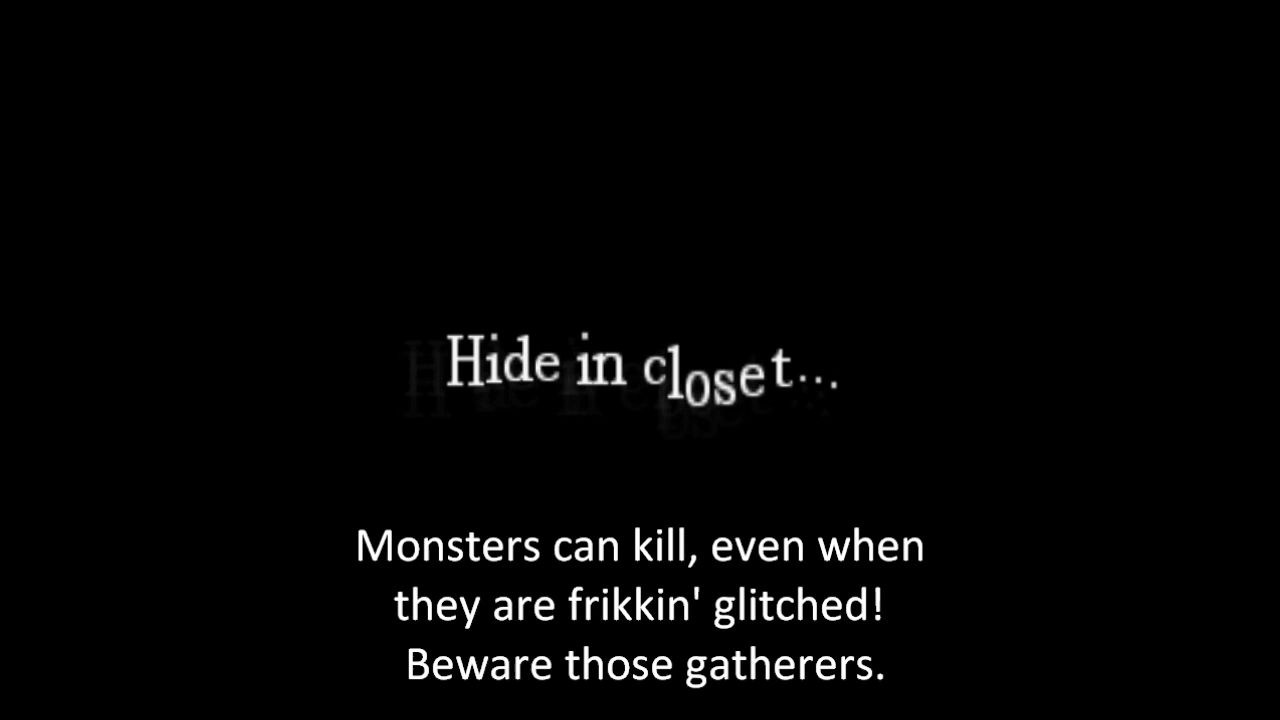 Hide in closet...
Monsters can kill, even when
they are frikkin' glitched!
Beware those gatherers.